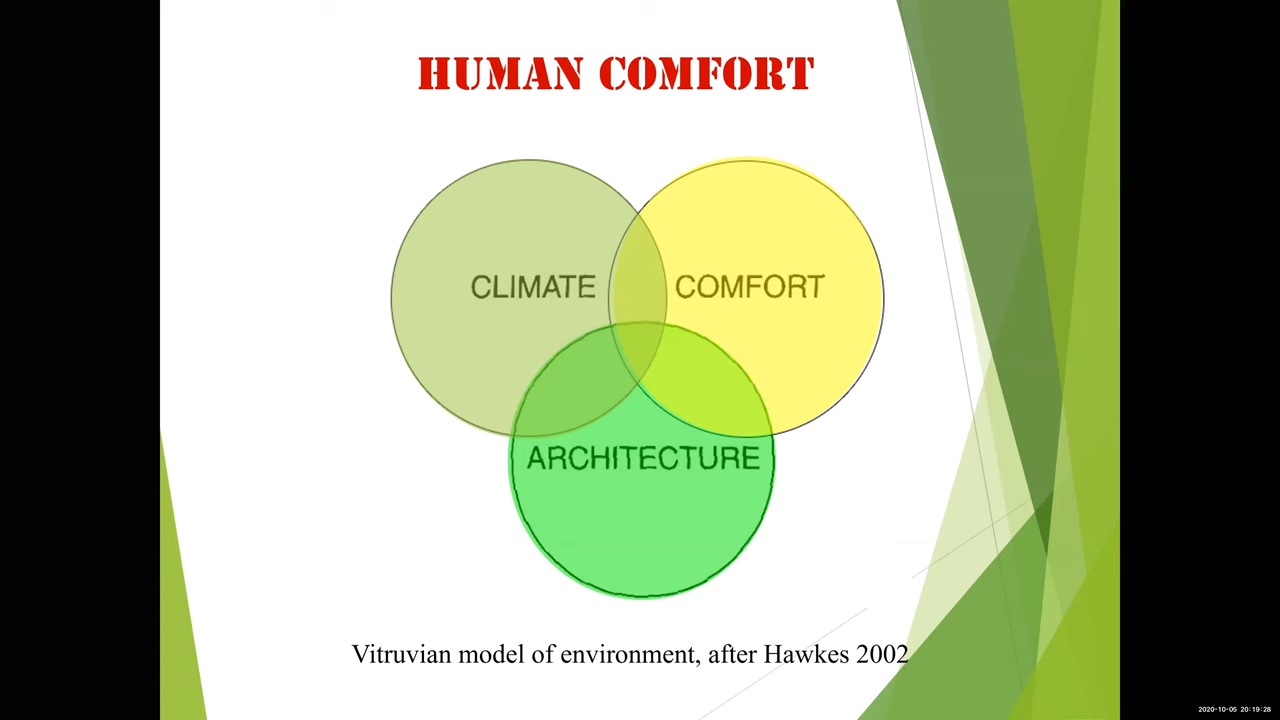 HUMAN COMFORT
CLIMATE
COMFORT
ARCHITECTURE
Vitruvian model of environment, after Hawkes 2002
2020-10-05 20:19:28